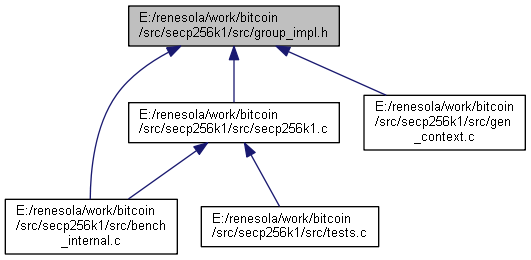 E:/renesola/work/bitcoin
/src/secp256k1/src/group_impl.h
E:/renesola/work/bitcoin
/src/secp256k1/src/secp256k1.c
E:/renesola/work/bitcoin
/src/secp256k1/src/gen
_context.c
E:/renesola/work/bitcoin
/src/secp256k1/src/bench
_internal.c
E:/renesola/work/bitcoin
/src/secp256k1/src/tests.c